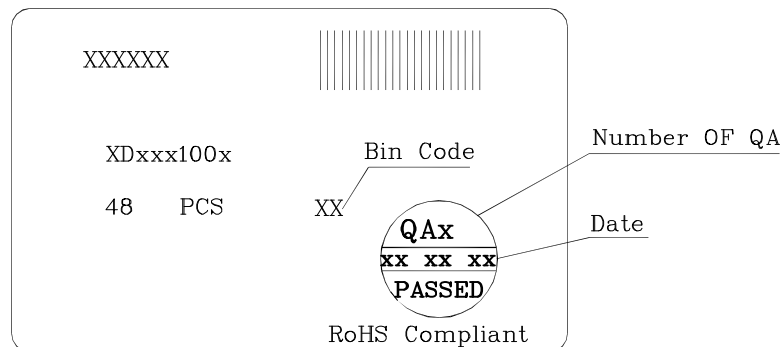 XXXXXX
XDxxx100x
Bin Code
Number OF QA
48 PCS XX
QAx
Date
xx xx xx
PASSED
RoHS Compliant